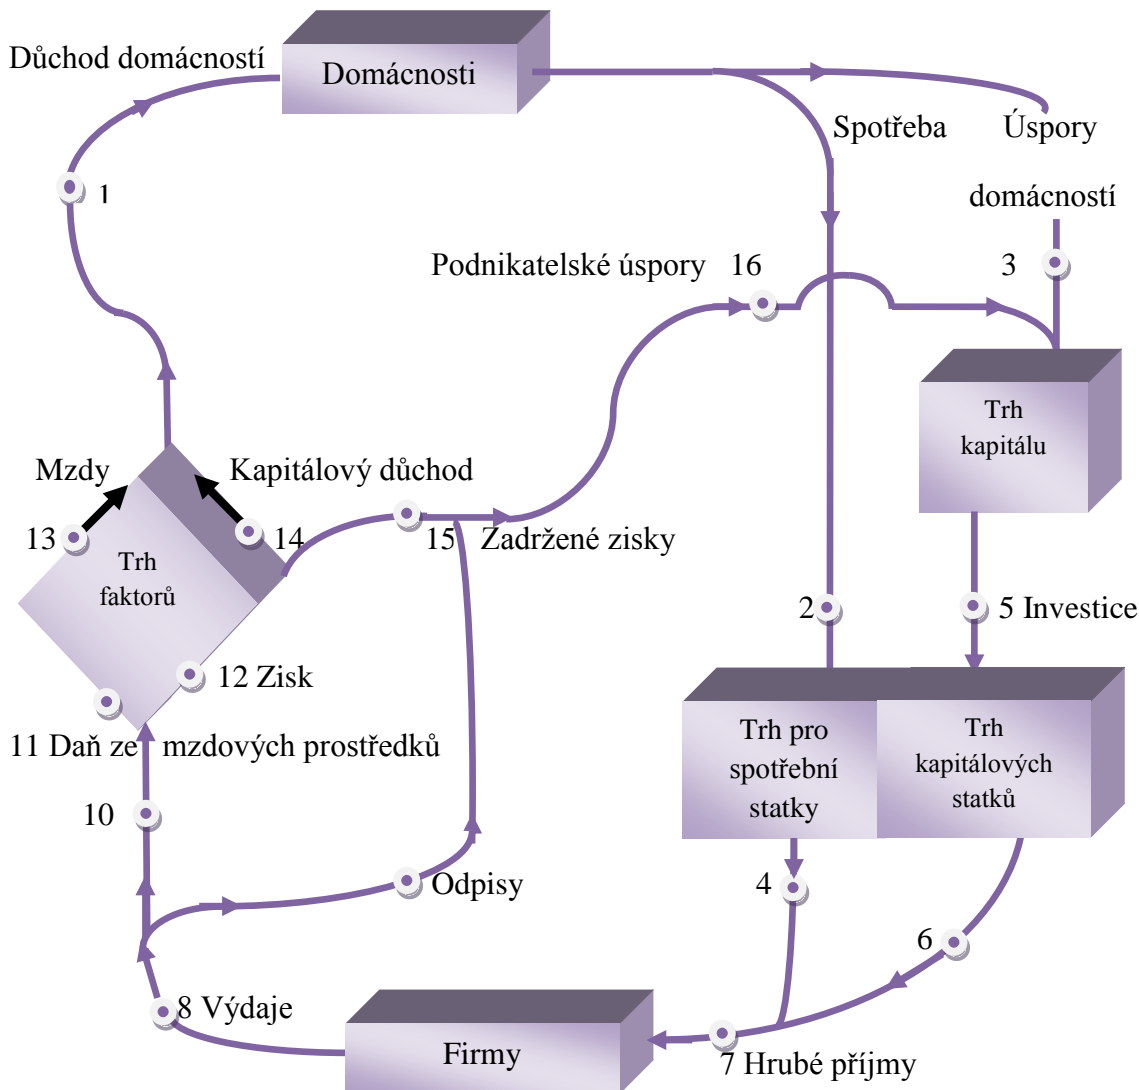 Důchod domácností
Domácnosti
Spotřeba
Úspory
domácností
1
Podnikatelské úspory
16
3
Trh
kapitálu
Mzdy
Kapitálový důchod
13
14
15
Zadržené zisky
Trh
faktorů
2
5 Investice
12 Zisk
11 Daň ze mzdových prostředků
Trh pro
spotřební
statky
Trh
kapitálových
statků
10
Odpisy
4
6
8 Výdaje
Firmy
7 Hrubé příjmy